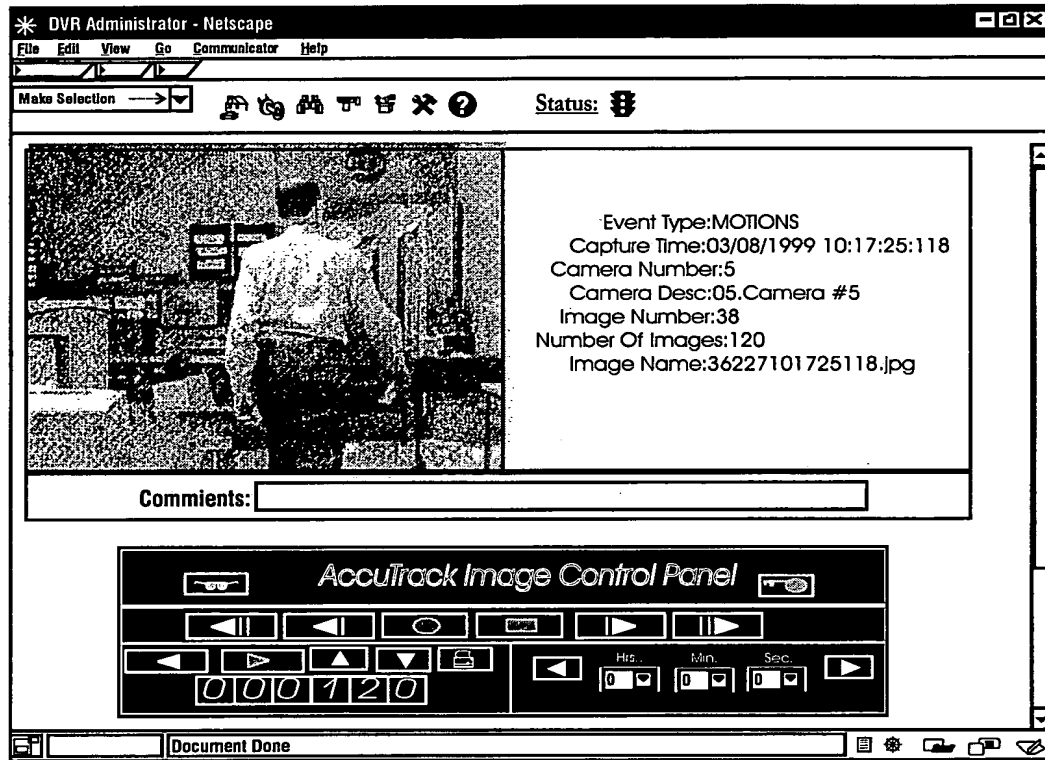 DVR Administrator - Netscape
File Edit View Go Communicator Help
Make Selection
Status:
Event Type:MOTIONS
Capture Time:03/08/1999 10:17:25:118
Camera Number:5
Camera Desc:05.Camera #5
Image Number:38
Number Of Images:120
Image Name:36227101725118.jpg
Commients:
AccuTrack Image Control Panel
Hrs.. Min. Sec.
000120 0 0 0
Document Done